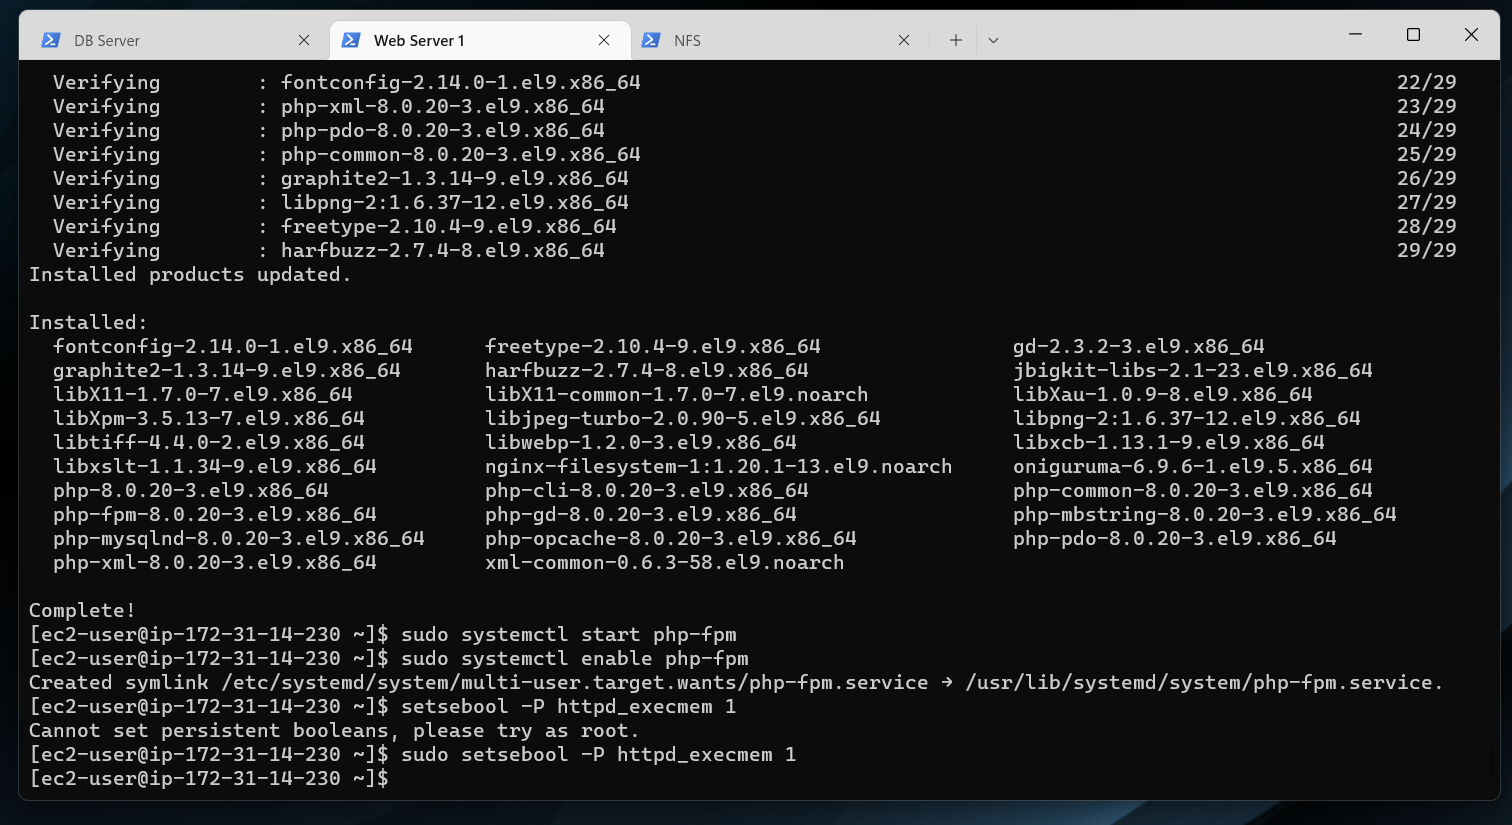 DB Server
Web Server 1
NFS
Verifying : fontconfig-2.14.0-1.el9.x86_64 22/29
Verifying : php-xml-8.0.20-3.el9.x86_64 23/29
Verifying : php-pdo-8.0.20-3.el9.x86_64 24/29
Verifying : php-common-8.0.20-3.el9.x86_64 25/29
Verifying : graphite2-1.3.14-9.el9.x86_64 26/29
Verifying : libpng-2:1.6.37-12.el9.x86_64 27/29
Verifying : freetype-2.10.4-9.el9.x86_64 28/29
Verifying : harfbuzz-2.7.4-8.el9.x86_64 29/29
Installed products updated.
Installed:
fontconfig-2.14.0-1.el9.x86_64 freetype-2.10.4-9.el9.x86_64 gd-2.3.2-3.el9.x86_64
graphite2-1.3.14-9.el9.x86_64 harfbuzz-2.7.4-8.el9.x86_64 jbigkit-libs-2.1-23.el9.x86_64
libX11-1.7.0-7.el9.x86_64 libX11-common-1.7.0-7.el9.noarch libXau-1.0.9-8.el9.x86_64
libXpm-3.5.13-7.el9.x86_64 libjpeg-turbo-2.0.90-5.el9.x86_64 libpng-2:1.6.37-12.el9.x86_64
libtiff-4.4.0-2.el9.x86_64 libwebp-1.2.0-3.el9.x86_64 libxcb-1.13.1-9.el9.x86_64
libxslt-1.1.34-9.el9.x86_64 nginx-filesystem-1:1.20.1-13.el9.noarch oniguruma-6.9.6-1.el9.5.x86_64
php-8.0.20-3.el9.x86_64 php-cli-8.0.20-3.el9.x86_64 php-common-8.0.20-3.el9.x86_64
php-fpm-8.0.20-3.el9.x86_64 php-gd-8.0.20-3.el9.x86_64 php-mbstring-8.0.20-3.el9.x86_64
php-mysqlnd-8.0.20-3.el9.x86_64 php-opcache-8.0.20-3.el9.x86_64 php-pdo-8.0.20-3.el9.x86_64
php-xml-8.0.20-3.el9.x86_64 xml-common-0.6.3-58.el9.noarch
Complete!
[ec2-user@ip-172-31-14-230 ~]$ sudo systemctl start php-fpm
[ec2-user@ip-172-31-14-230 ~]$ sudo systemctl enable php-fpm
Created symlink /etc/systemd/system/multi-user.target.wants/php-fpm.service → /usr/lib/systemd/system/php-fpm.service.
[ec2-user@ip-172-31-14-230 ~]$ setsebool -P httpd_execmem 1
Cannot set persistent booleans, please try as root.
[ec2-user@ip-172-31-14-230 ~]$ sudo setsebool -P httpd_execmem 1
[ec2-user@ip-172-31-14-230 ~]$